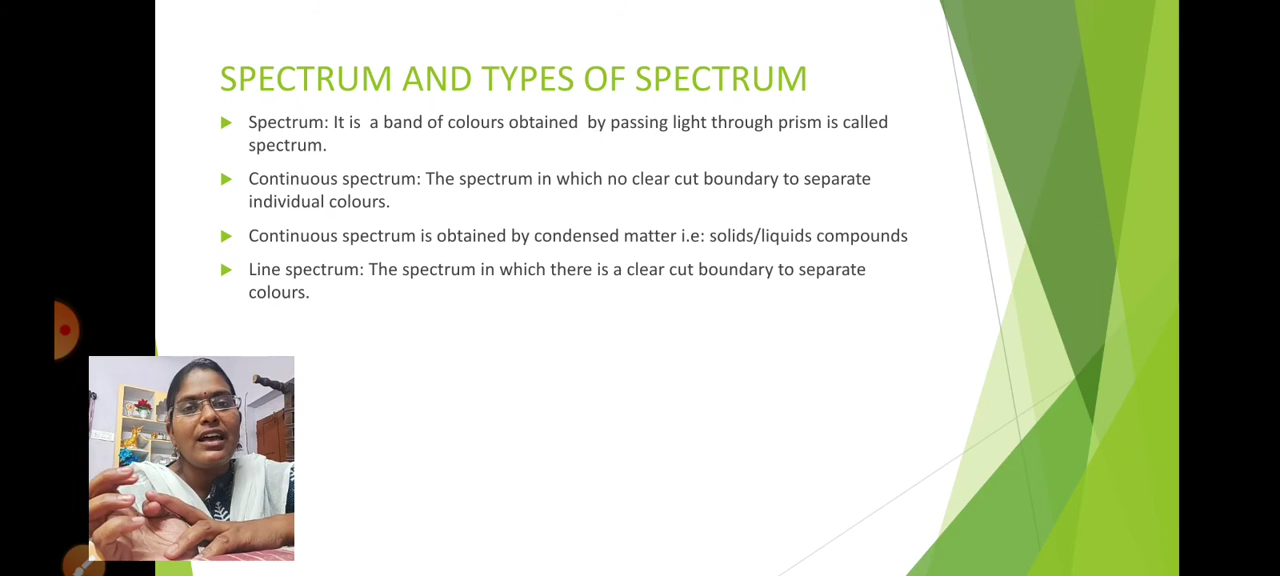 SPECTRUM AND TYPES OF SPECTRUM
Spectrum: It is a band of colours obtained by passing light through prism is called
spectrum.
Continuous spectrum: The spectrum in which no clear cut boundary to separate
individual colours.
Continuous spectrum is obtained by condensed matter i.e: solids/liquids compounds
Line spectrum: The spectrum in which there is a clear cut boundary to separate
colours.